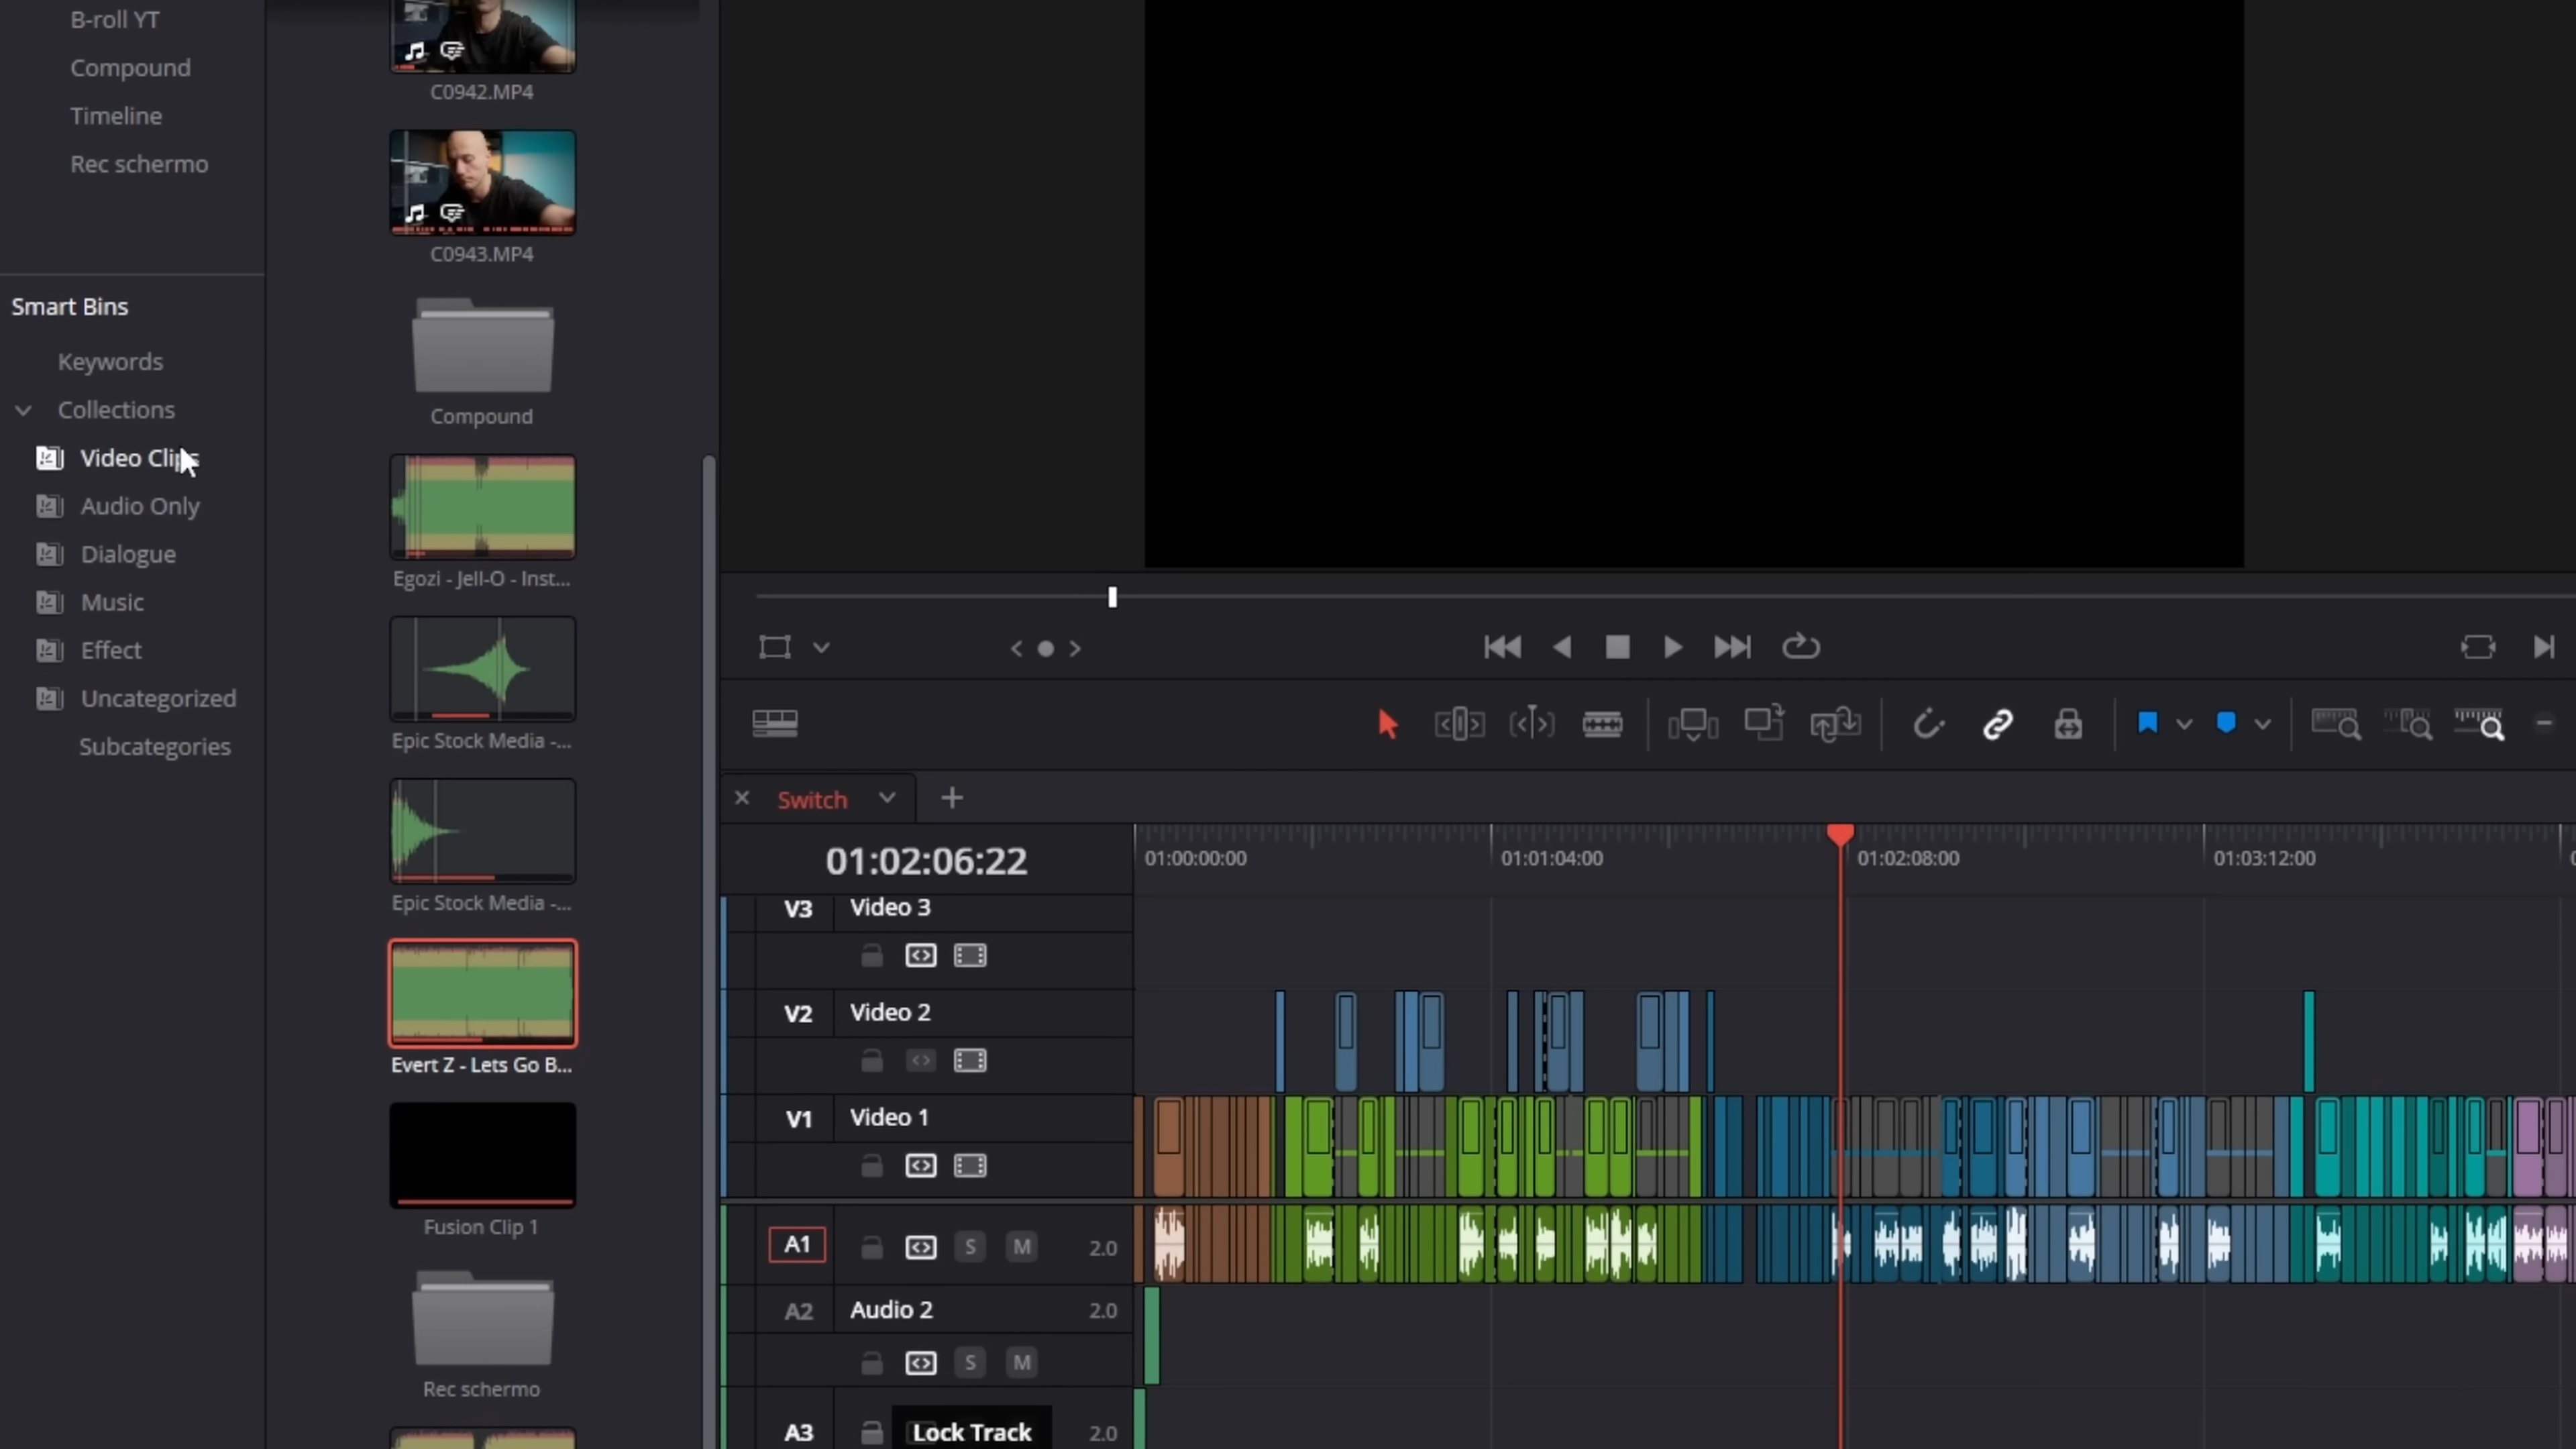 B-roll YT
Compound
Timeline
Rec schermo
Smart Bins
Keywords
Collections
Video Clips
Audio Only
Dialogue
Music
Effect
Uncategorized
Subcategories
C0942.MP4
C0943.MP4
Compound
Egozi - Jell-O - Inst...
Epic Stock Media -...
Epic Stock Media -...
Evert Z - Lets Go B...
Fusion Clip 1
Rec schermo
Switch
01:02:06:22
01:00:00:00
01:01:04:00
01:02:08:00
01:03:12:00
V3 Video 3
V2 Video 2
V1 Video 1
A1 S M 2.0
A2 Audio 2 2.0
S M
A3 Lock Track 2.0